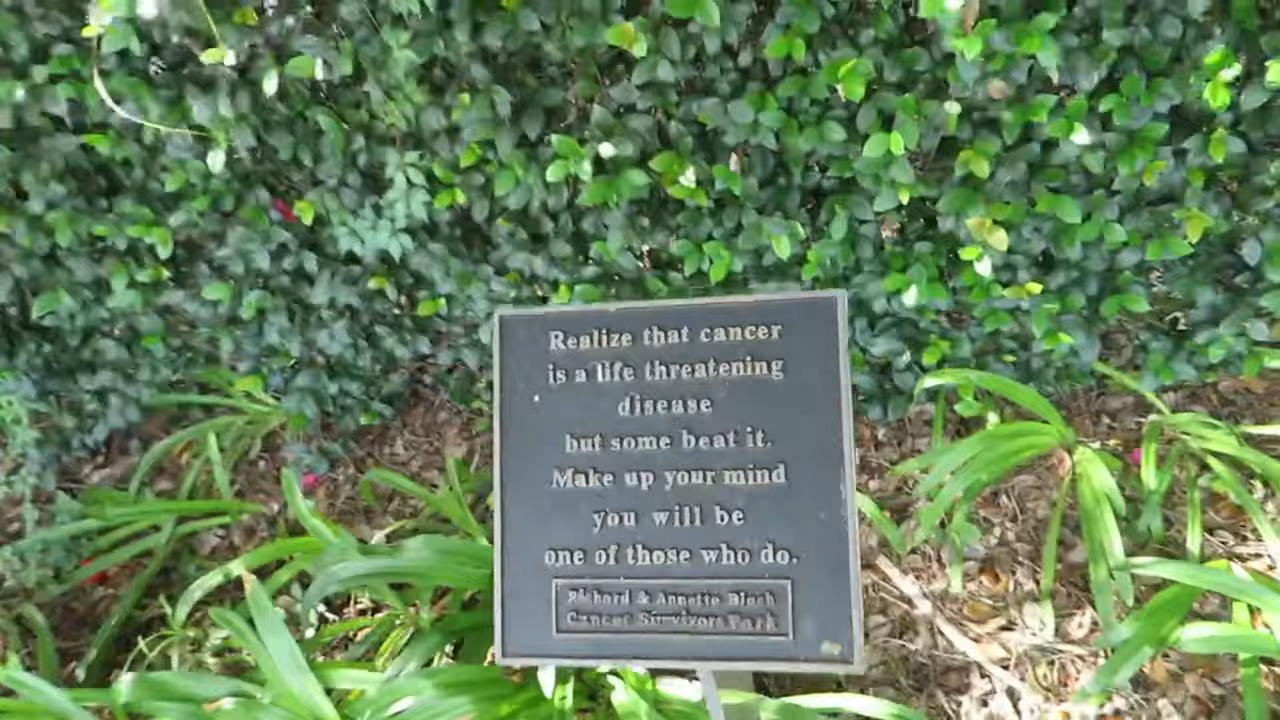 Realize that cancer
is a life threatening
disease
but some beat it.
Make up your mind
you will be
one of those who do.
Richard & Annette Bloch
Cancer Survivors Park